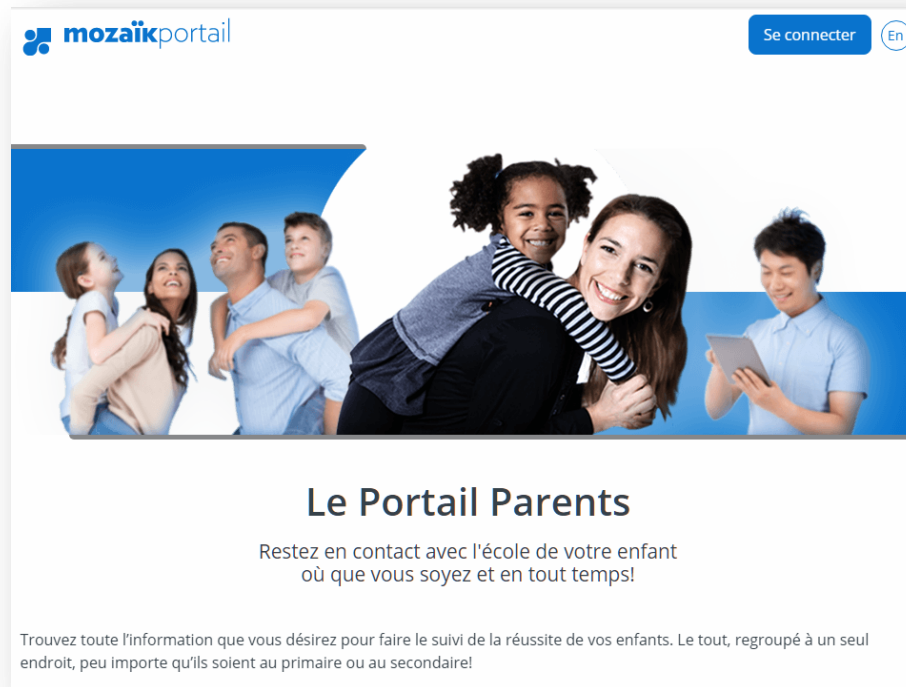 mozaïkportail
Se connecter
En
Le Portail Parents
Restez en contact avec l'école de votre enfant
où que vous soyez et en tout temps!
Trouvez toute l’information que vous désirez pour faire le suivi de la réussite de vos enfants. Le tout, regroupé à un seul
endroit, peu importe qu’ils soient au primaire ou au secondaire!